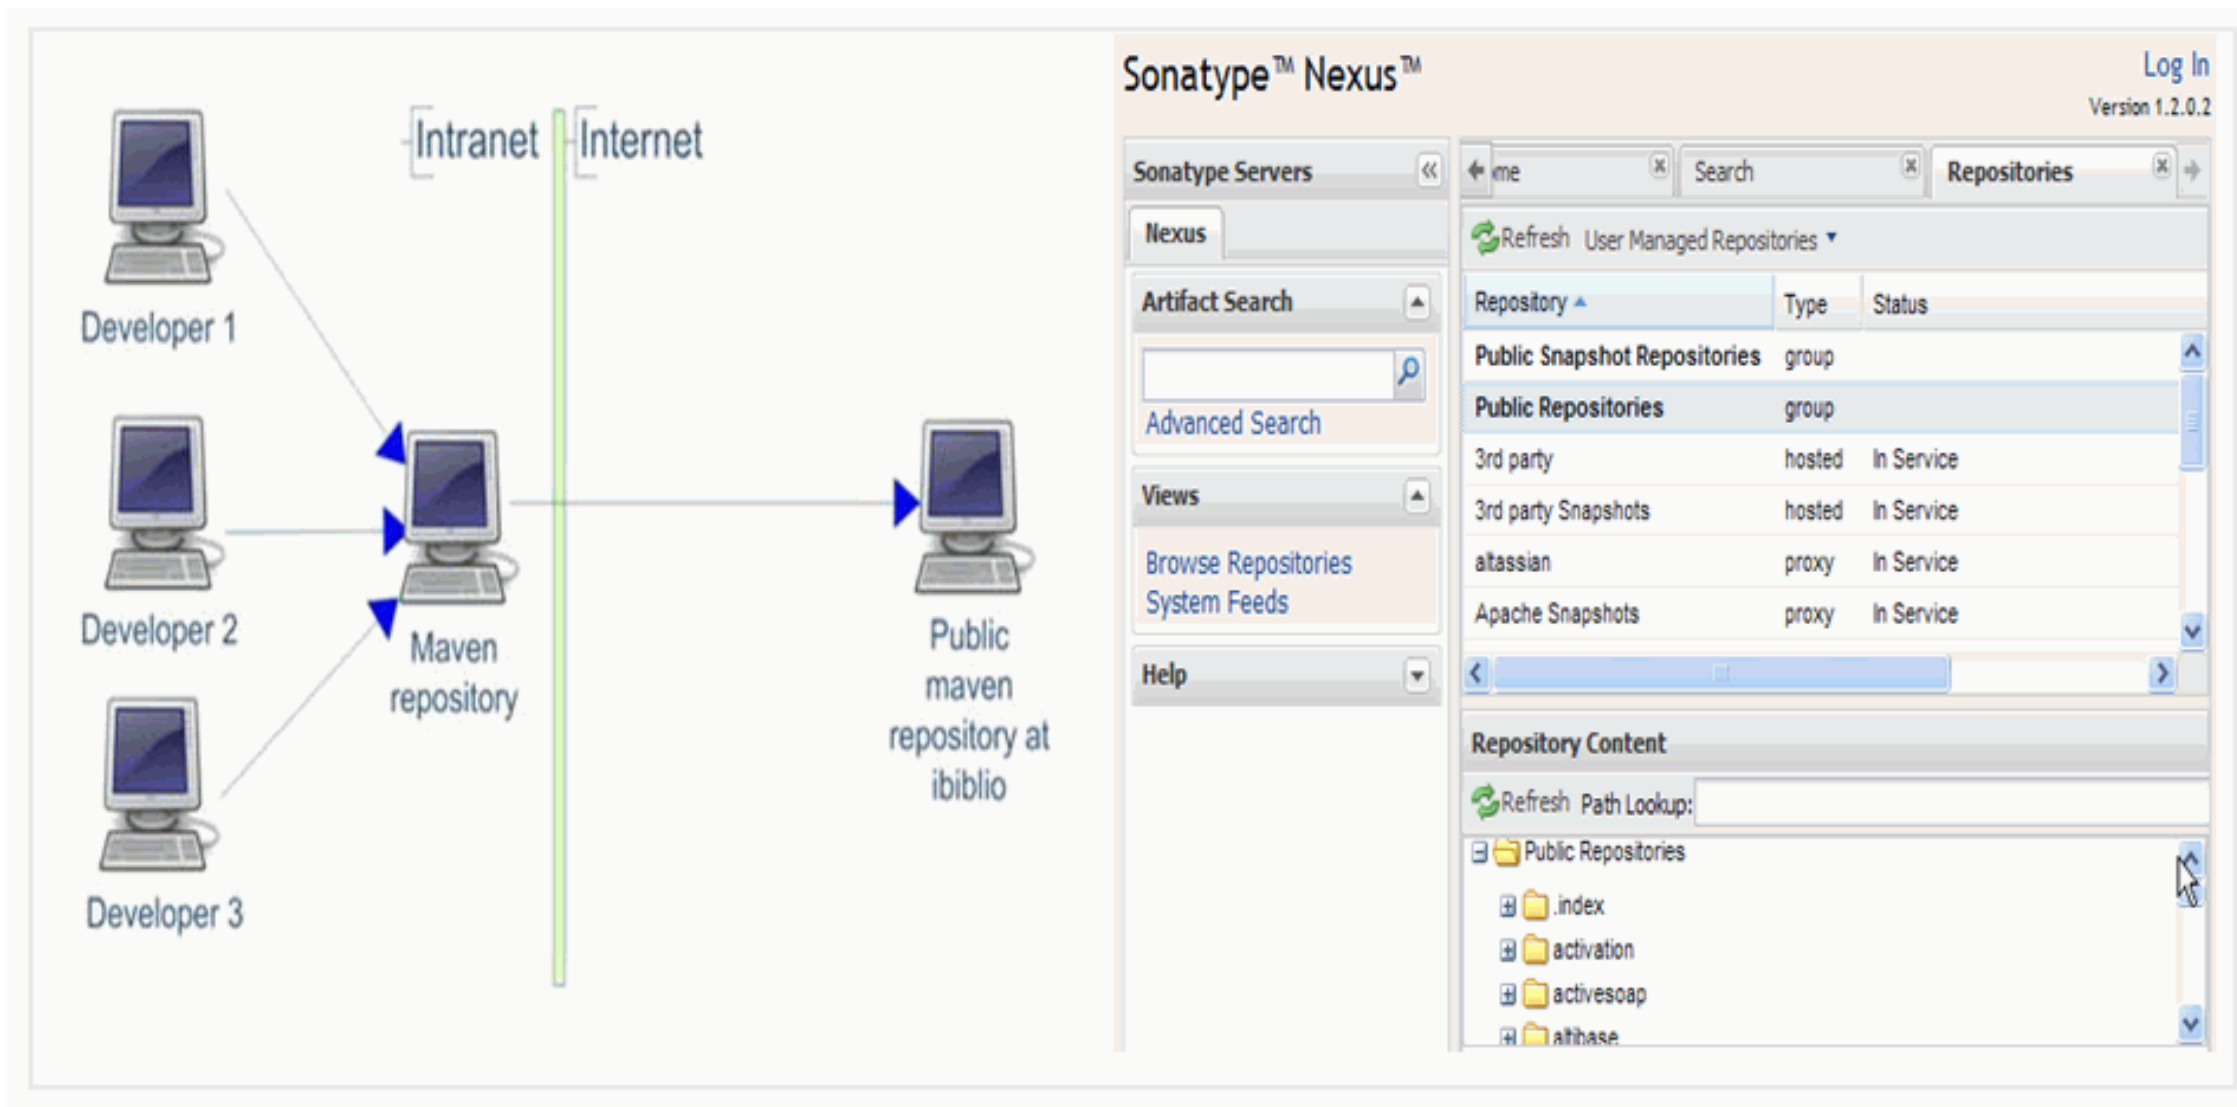 Intranet
Internet
Developer 1
Developer 2
Developer 3
Maven
repository
Public
maven
repository at
ibiblio
Sonatype™ Nexus™
Log In
Version 1.2.0.2
Sonatype Servers
Nexus
Artifact Search
Advanced Search
Views
Browse Repositories
System Feeds
Help
ome Search Repositories
Refresh User Managed Repositories
Repository Type Status
Public Snapshot Repositories group
Public Repositories group
3rd party hosted In Service
3rd party Snapshots hosted In Service
atassian proxy In Service
Apache Snapshots proxy In Service
Repository Content
Refresh Path Lookup:
Public Repositories
.index
activation
activesoap
altibase